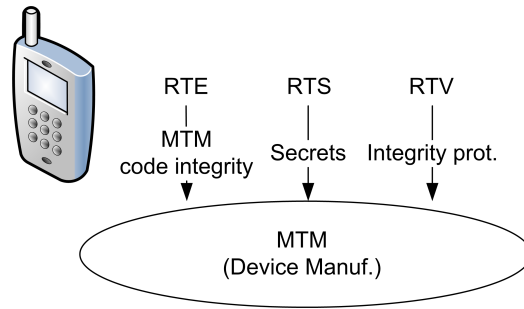 RTE RTS RTV
MTM
code integrity Secrets Integrity prot.
MTM
(Device Manuf.)